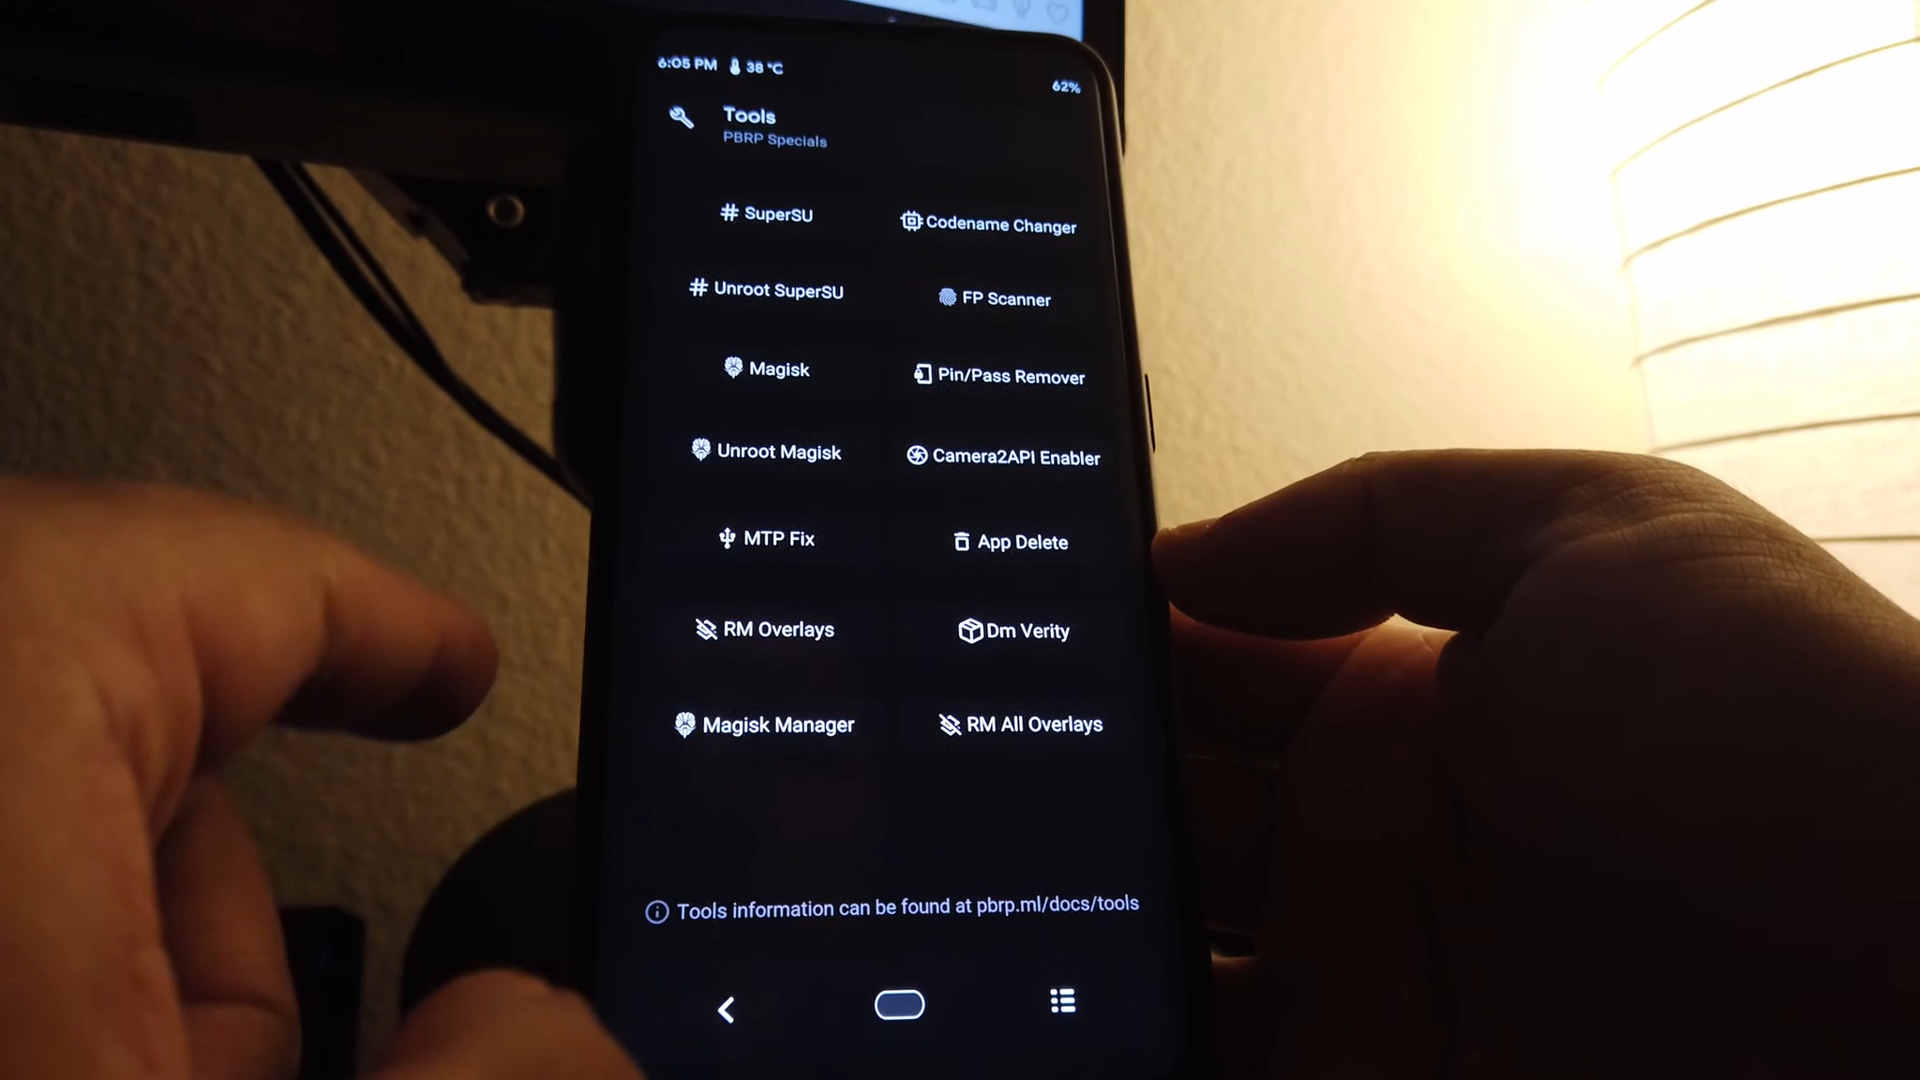 6:05 PM 38 °C
62%
Tools
PBRP Specials
# SuperSU
Codename Changer
# Unroot SuperSU
FP Scanner
Magisk
Pin/Pass Remover
Unroot Magisk
Camera2API Enabler
MTP Fix
App Delete
RM Overlays
Dm Verity
Magisk Manager
RM All Overlays
Tools information can be found at pbrp.ml/docs/tools